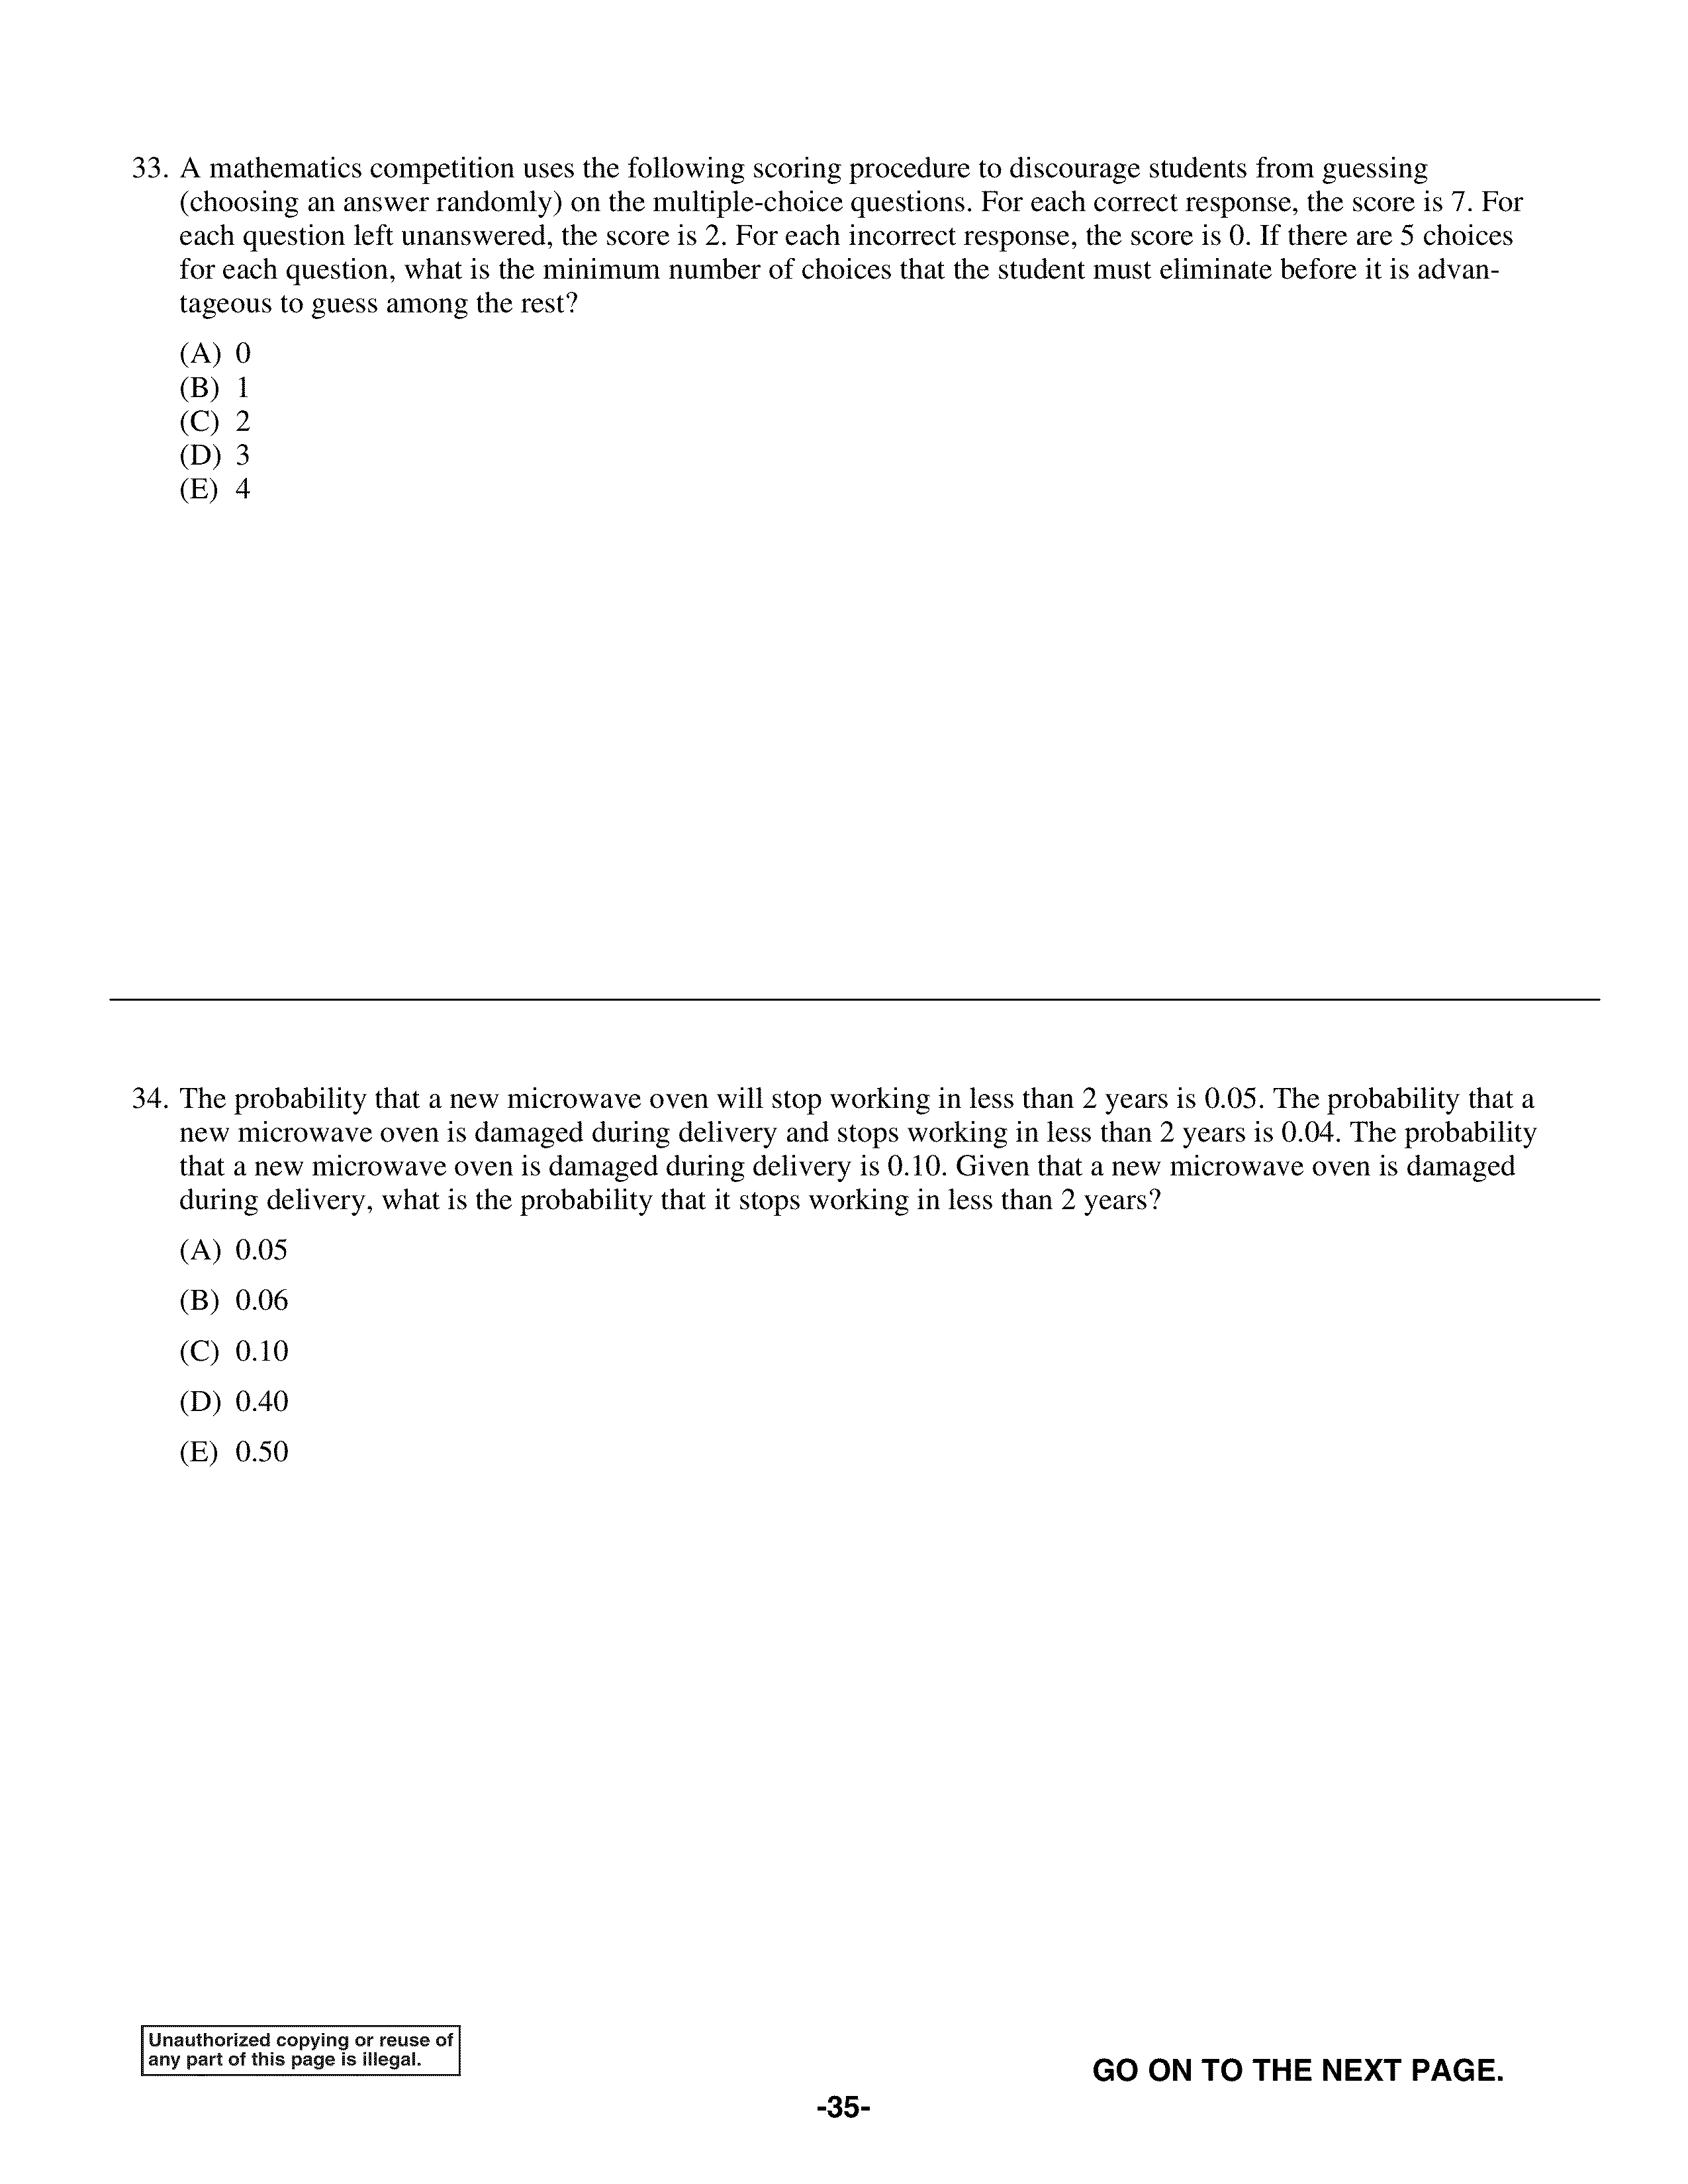 33. A mathematics competition uses the following scoring procedure to discourage students from guessing
(choosing an answer randomly) on the multiple-choice questions. For each correct response, the score is 7. For
each question left unanswered, the score is 2. For each incorrect response, the score is 0. If there are 5 choices
for each question, what is the minimum number of choices that the student must eliminate before it is advan-
tageous to guess among the rest?
(A) 0
(B) 1
(C) 2
(D) 3
(E) 4
34. The probability that a new microwave oven will stop working in less than 2 years is 0.05. The probability that a
new microwave oven is damaged during delivery and stops working in less than 2 years is 0.04. The probability
that a new microwave oven is damaged during delivery is 0.10. Given that a new microwave oven is damaged
during delivery, what is the probability that it stops working in less than 2 years?
(A) 0.05
(B) 0.06
(C) 0.10
(D) 0.40
(E) 0.50
Unauthorized copying or reuse of
any part of this page is illegal.
GO ON TO THE NEXT PAGE.
-35-